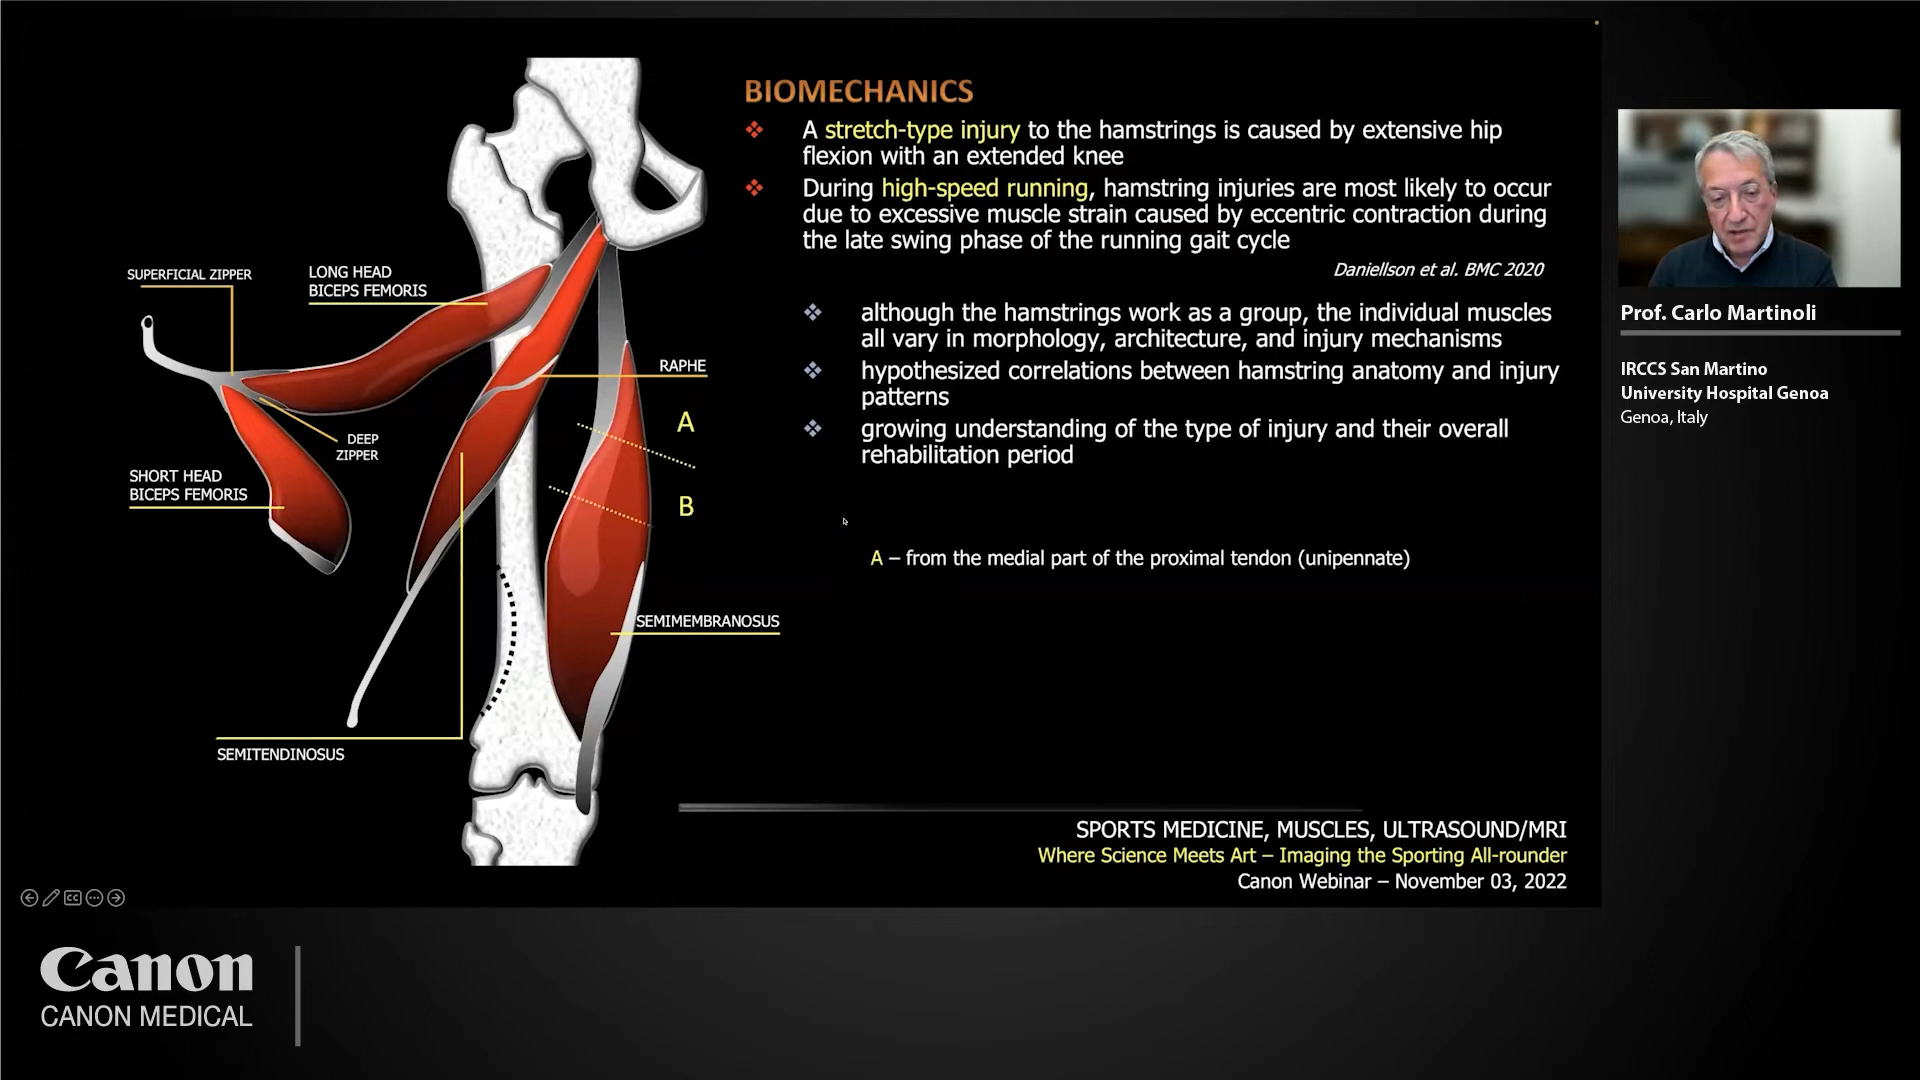 BIOMECHANICS
❖ A stretch-type injury to the hamstrings is caused by extensive hip
flexion with an extended knee
❖ During high-speed running, hamstring injuries are most likely to occur
due to excessive muscle strain caused by eccentric contraction during
the late swing phase of the running gait cycle
Daniellson et al. BMC 2020
❖ although the hamstrings work as a group, the individual muscles
all vary in morphology, architecture, and injury mechanisms
❖ hypothesized correlations between hamstring anatomy and injury
patterns
❖ growing understanding of the type of injury and their overall
rehabilitation period
A – from the medial part of the proximal tendon (unipennate)
SUPERFICIAL ZIPPER
LONG HEAD
BICEPS FEMORIS
RAPHE
A
DEEP
ZIPPER
SHORT HEAD
BICEPS FEMORIS
B
SEMIMEMBRANOSUS
SEMITENDINOSUS
SPORTS MEDICINE, MUSCLES, ULTRASOUND/MRI
Where Science Meets Art – Imaging the Sporting All-rounder
Canon Webinar – November 03, 2022
Prof. Carlo Martinoli
IRCCS San Martino
University Hospital Genoa
Genoa, Italy
CC
Canon
CANON MEDICAL